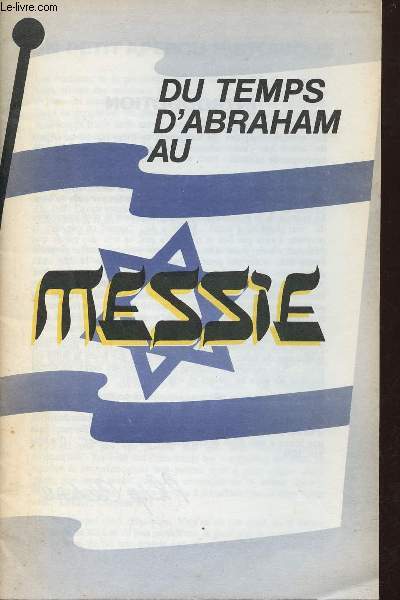 Le-livre.com
DU TEMPS
D'ABRAHAM
AU
MESSIE